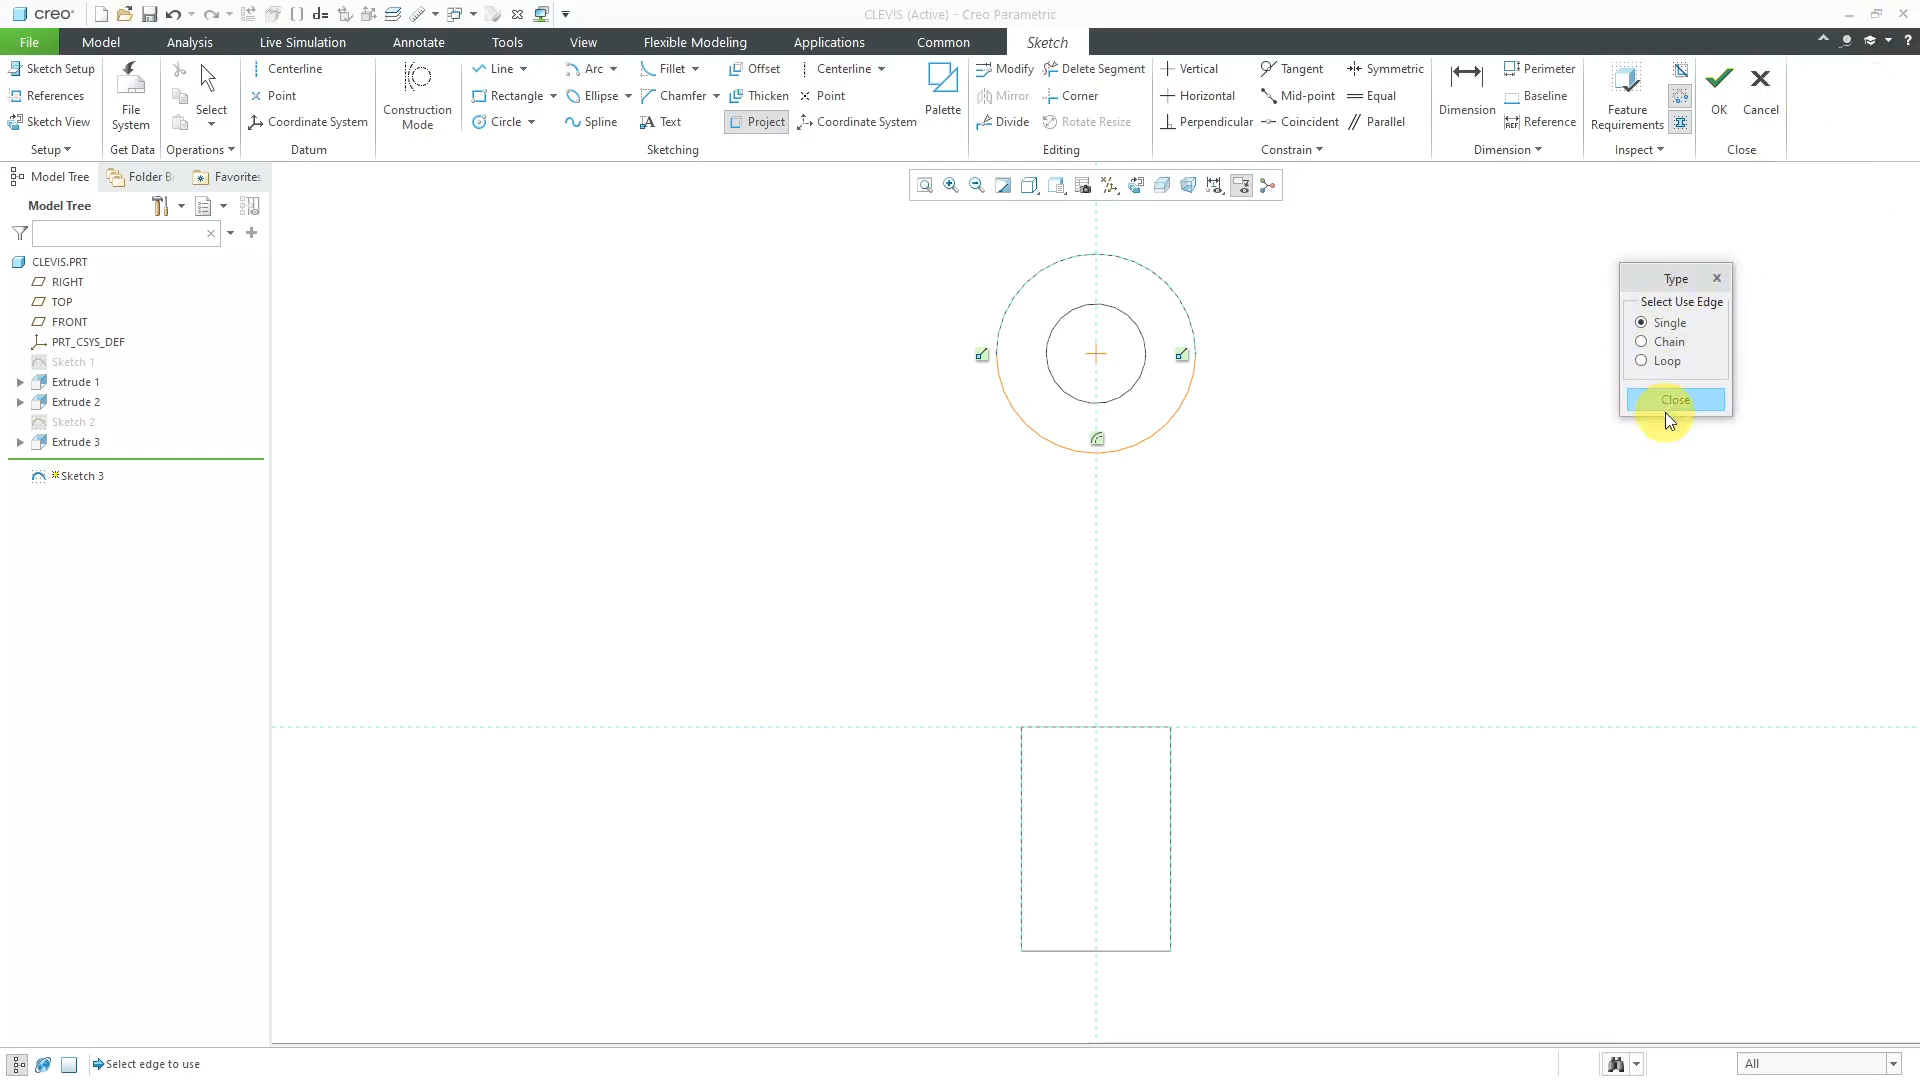 creo
d=
CLEVIS (Active) - Creo Parametric
File
Model
Analysis
Live Simulation
Annotate
Tools
View
Flexible Modeling
Applications
Common
Sketch
?
Sketch Setup
References
Sketch View
Setup
File System
Get Data
Select
Operations
Centerline
Point
Coordinate System
Datum
Construction Mode
Line
Rectangle
Circle
Arc
Ellipse
Spline
Fillet
Chamfer
Text
Offset
Thicken
Project
Centerline
Point
Coordinate System
Palette
Sketching
Modify
Mirror
Divide
Delete Segment
Corner
Rotate Resize
Editing
Vertical
Horizontal
Perpendicular
Tangent
Mid-point
Coincident
Symmetric
Equal
Parallel
Constrain
Dimension
Perimeter
Baseline
REF Reference
Dimension
Feature Requirements
Inspect
OK
Cancel
Close
Model Tree
Folder B
Favorites
Model Tree
CLEVIS.PRT
RIGHT
TOP
FRONT
PRT_CSYS_DEF
Sketch 1
Extrude 1
Extrude 2
Sketch 2
Extrude 3
Sketch 3
Type
Select Use Edge
Single
Chain
Loop
Close
Select edge to use
All